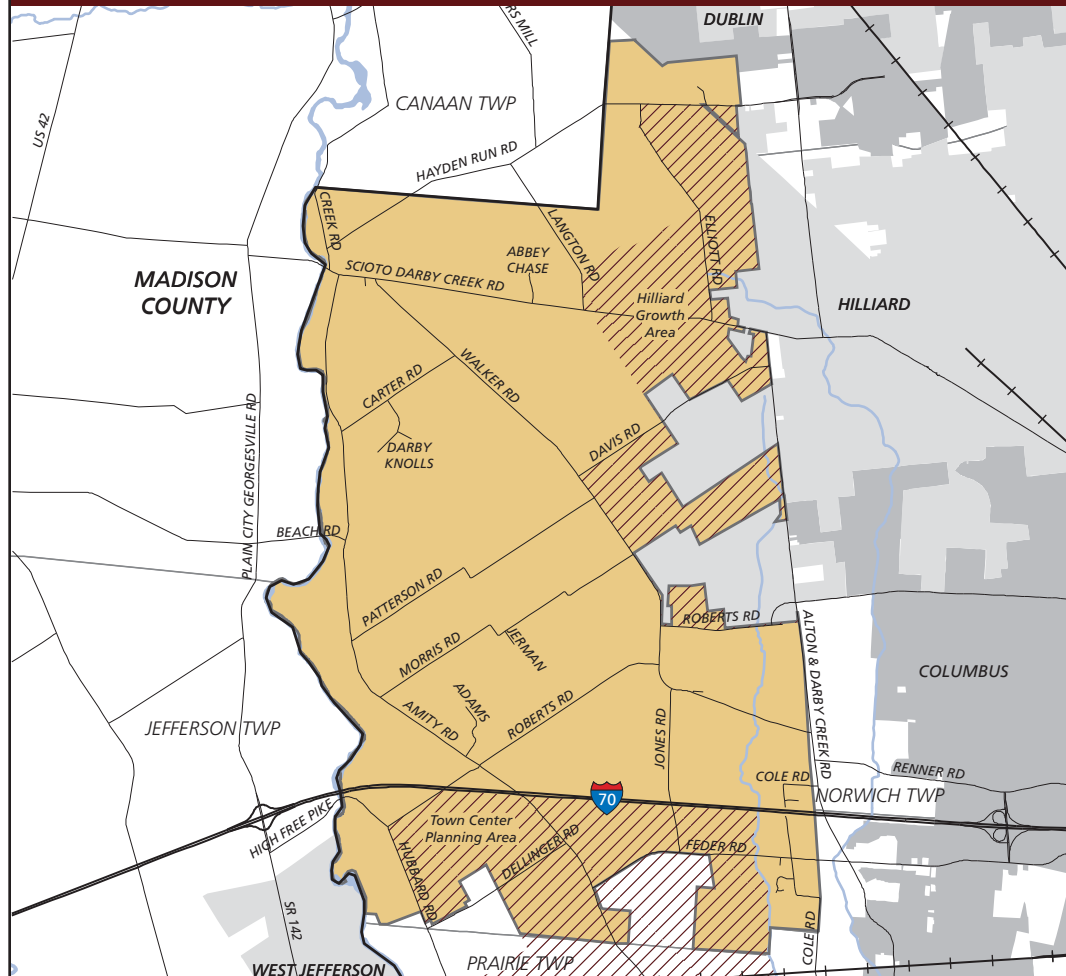 DUBLIN
RS MILL
CANAAN TWP
US 42
HAYDEN RUN RD
CREEK RD
LANGTON RD
ELLIOTT RD
ABBEY
CHASE
SCIOTO DARBY CREEK RD
MADISON
COUNTY
Hilliard
Growth
Area
HILLIARD
WALKER RD
CARTER RD
PLAIN CITY GEORGESVILLE RD
DAVIS RD
DARBY
KNOLLS
BEACH RD
PATTERSON RD
ROBERTS RD
ALTON & DARBY CREEK RD
MORRIS RD
JERMAN
COLUMBUS
ADAMS
ROBERTS RD
AMITY RD
JEFFERSON TWP
JONES RD
COLE RD
RENNER RD
70
NORWICH TWP
HIGH FREE PIKE
Town Center
Planning Area
DELLINGER RD
FEDER RD
HUBBARD RD
SR 142
COLE RD
WEST JEFFERSON
PRAIRIE TWP